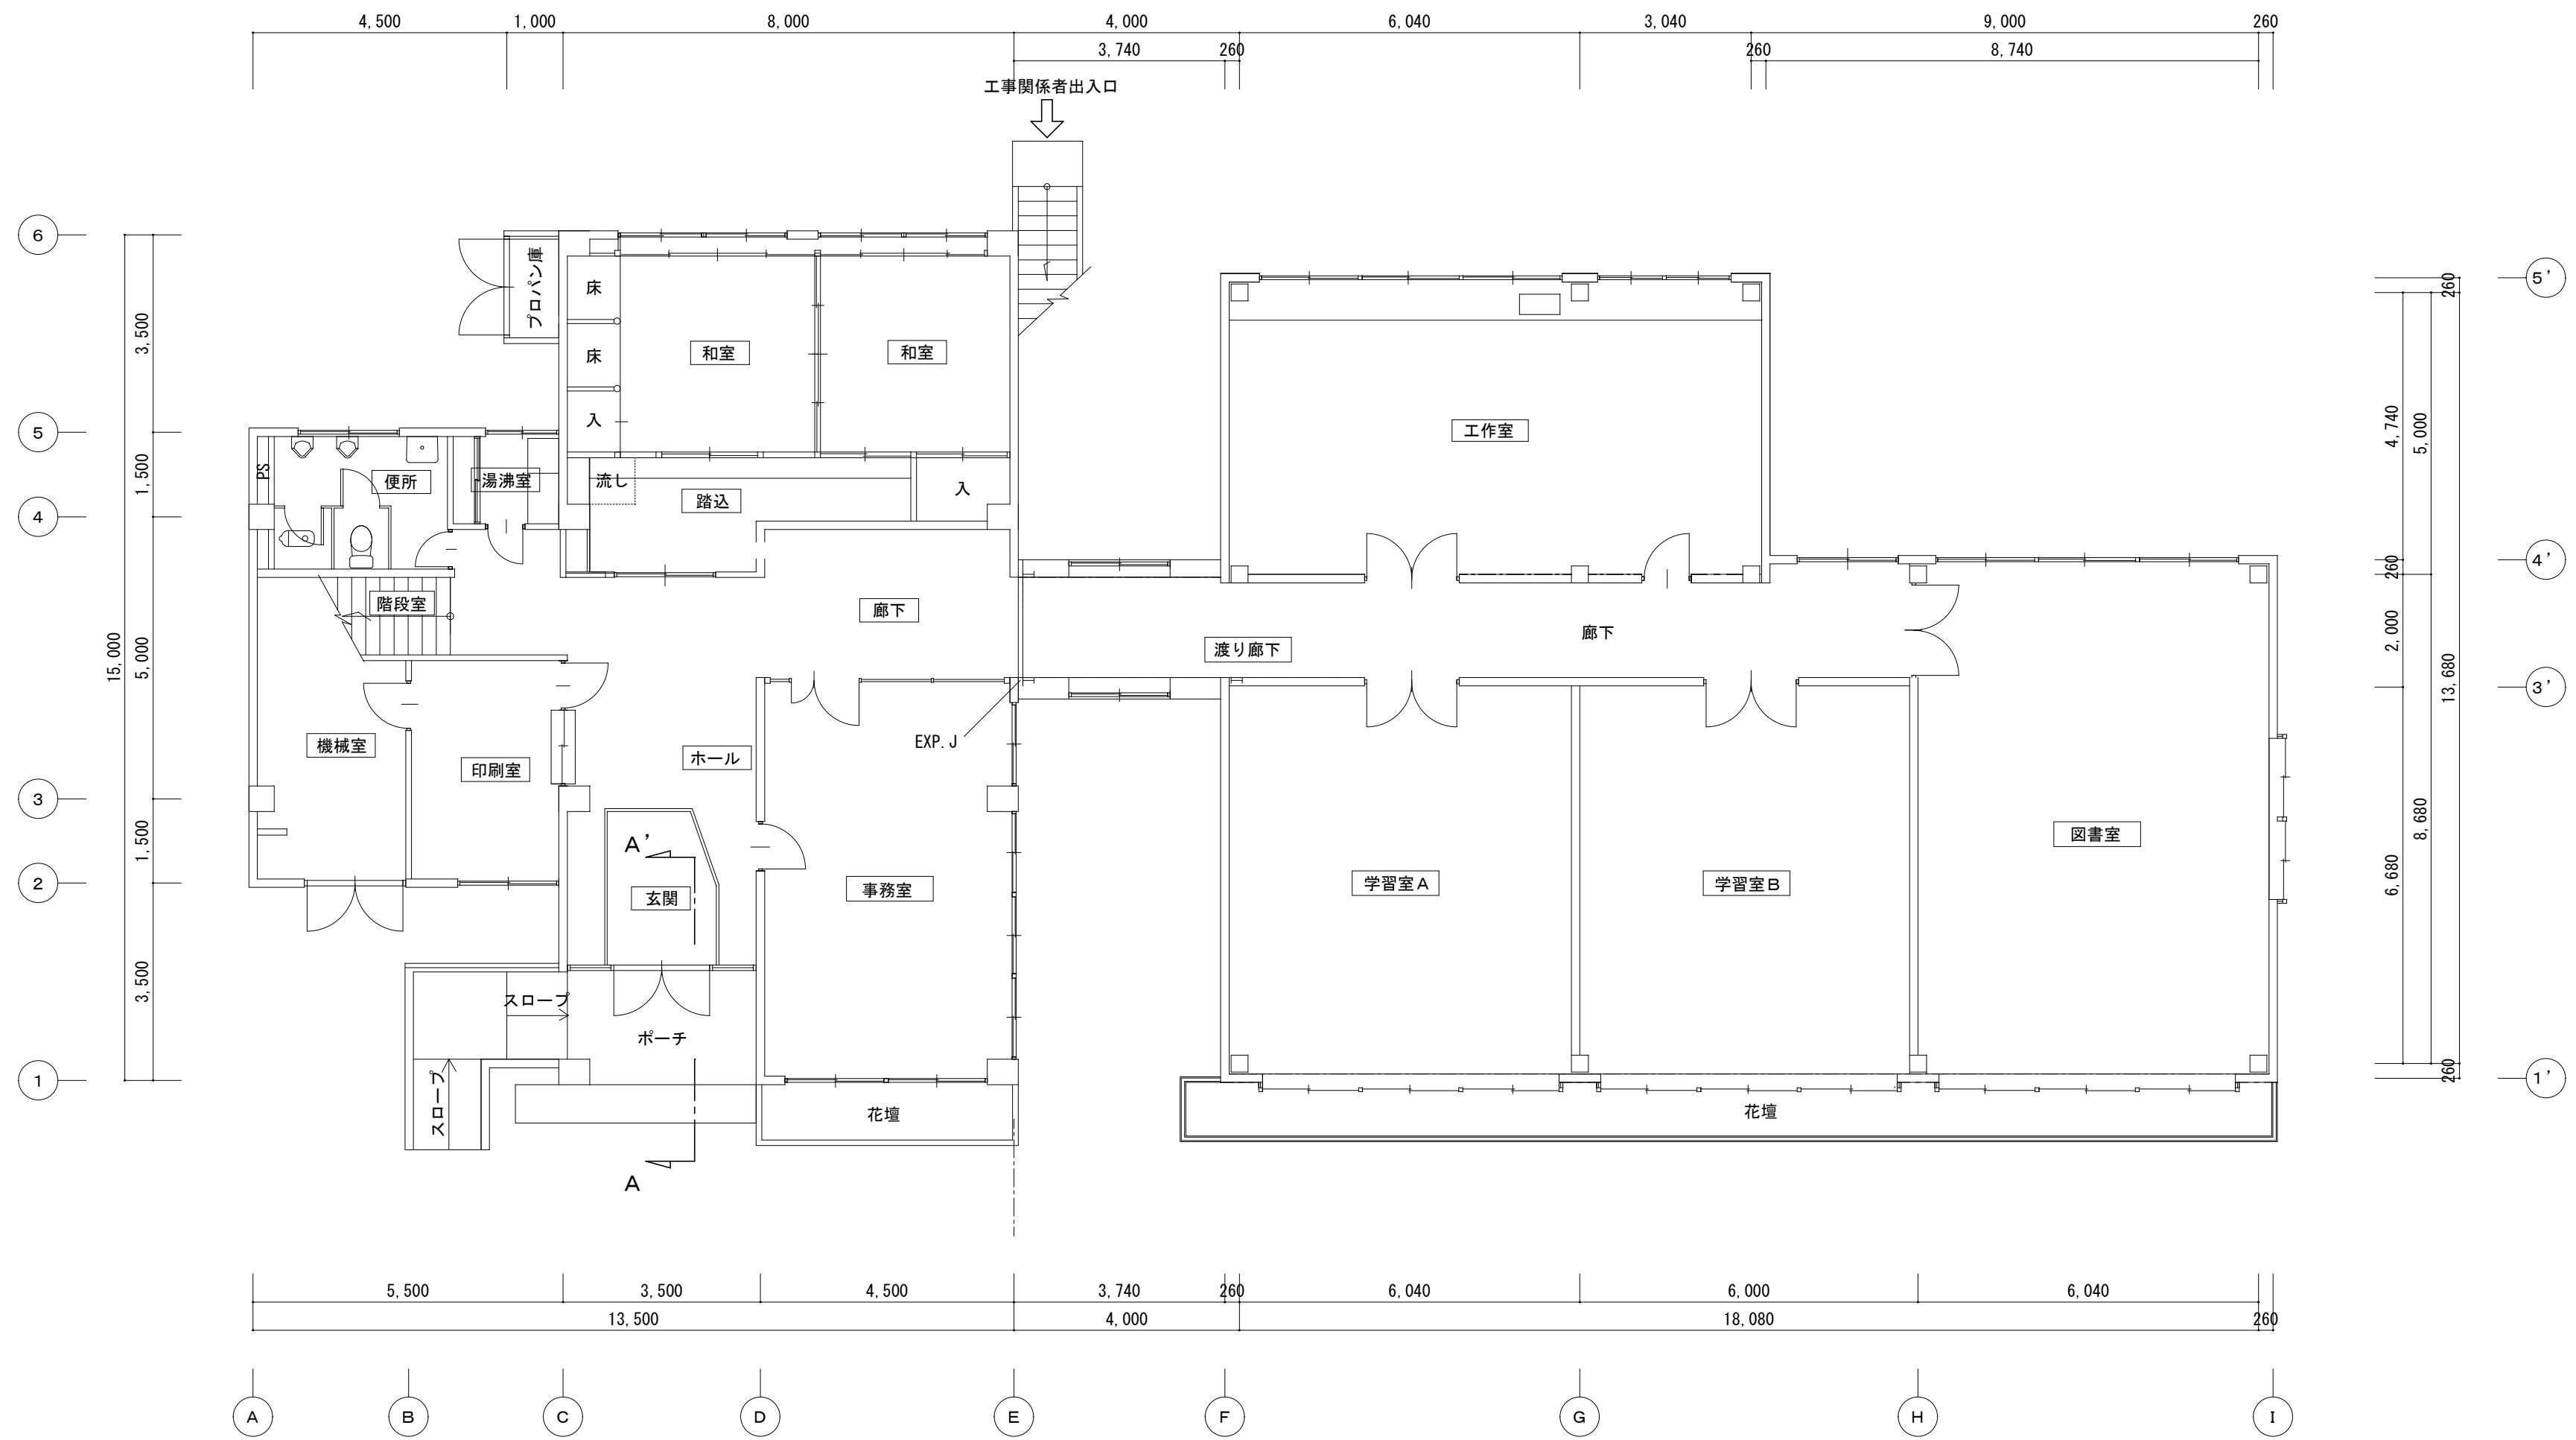 4,500 1,000 8,000 4,000 6,040 3,040 9,000 260
3,740 260 260 8,740
工事関係者出入口
6
5
4
3
2
1
15,000
3,500
1,500
5,000
1,500
3,500
プロパン庫
床
床
入
和室
和室
PS
便所
湯沸室
流し
踏込
入
階段室
廊下
渡り廊下
廊下
工作室
機械室
印刷室
ホール
EXP.J
A'
玄関
事務室
学習室A
学習室B
図書室
スロープ
スロープ
ポーチ
A
花壇
花壇
5'
4'
3'
1'
260
4,740
5,000
260
2,000
13,680
8,680
6,680
260
5,500 3,500 4,500 3,740 260 6,040 6,000 6,040
13,500 4,000 18,080 260
A B C D E F G H I